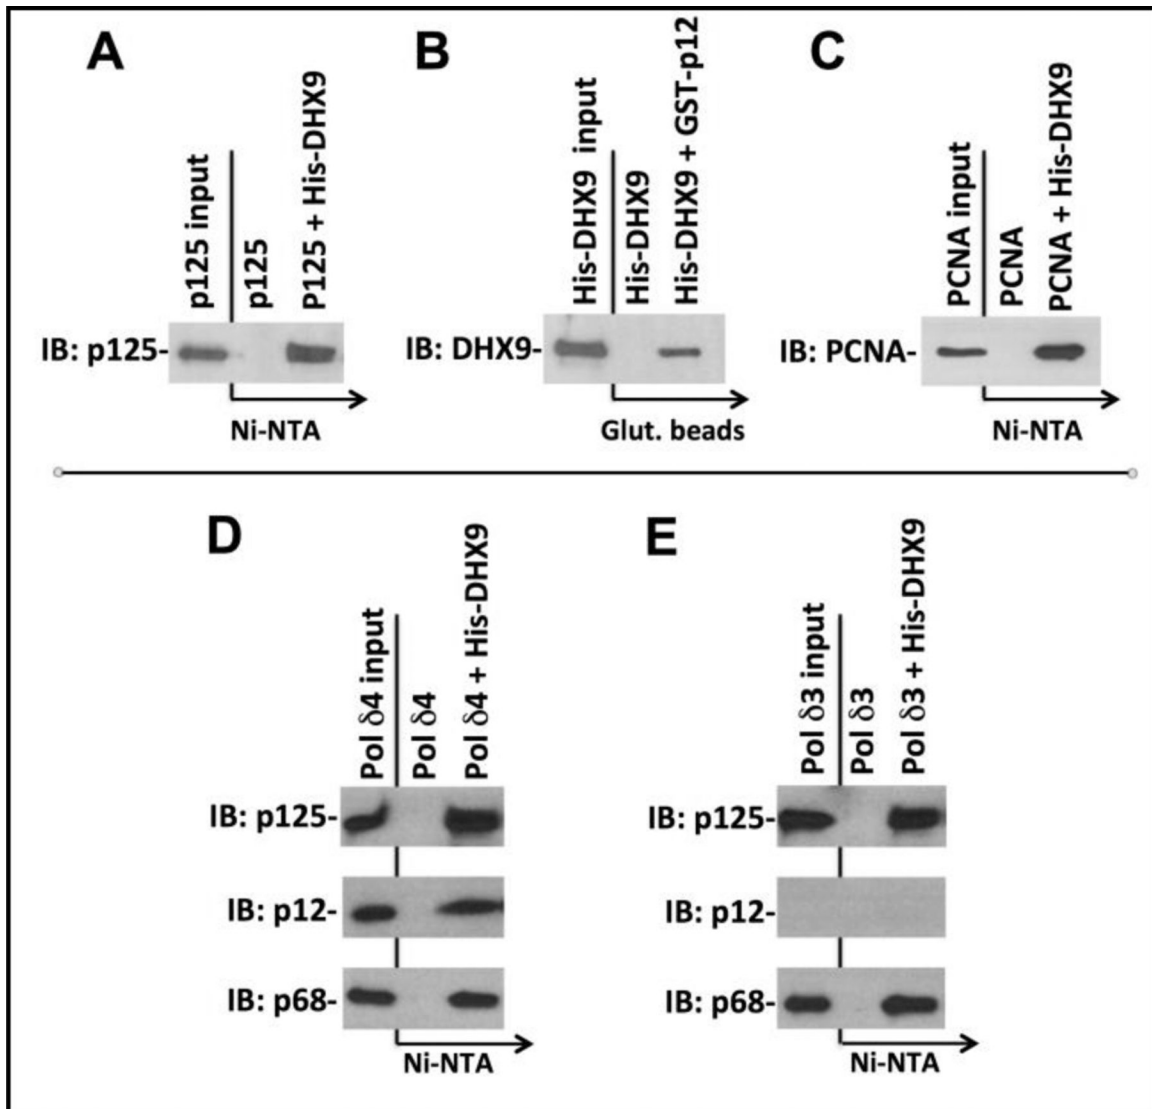 A
p125 input
p125
P125 + His-DHX9
IB: p125-
Ni-NTA
B
His-DHX9 input
His-DHX9
His-DHX9 + GST-p12
IB: DHX9-
Glut. beads
C
PCNA input
PCNA
PCNA + His-DHX9
IB: PCNA-
Ni-NTA
D
Pol δ4 input
Pol δ4
Pol δ4 + His-DHX9
IB: p125-
IB: p12-
IB: p68-
Ni-NTA
E
Pol δ3 input
Pol δ3
Pol δ3 + His-DHX9
IB: p125-
IB: p12-
IB: p68-
Ni-NTA